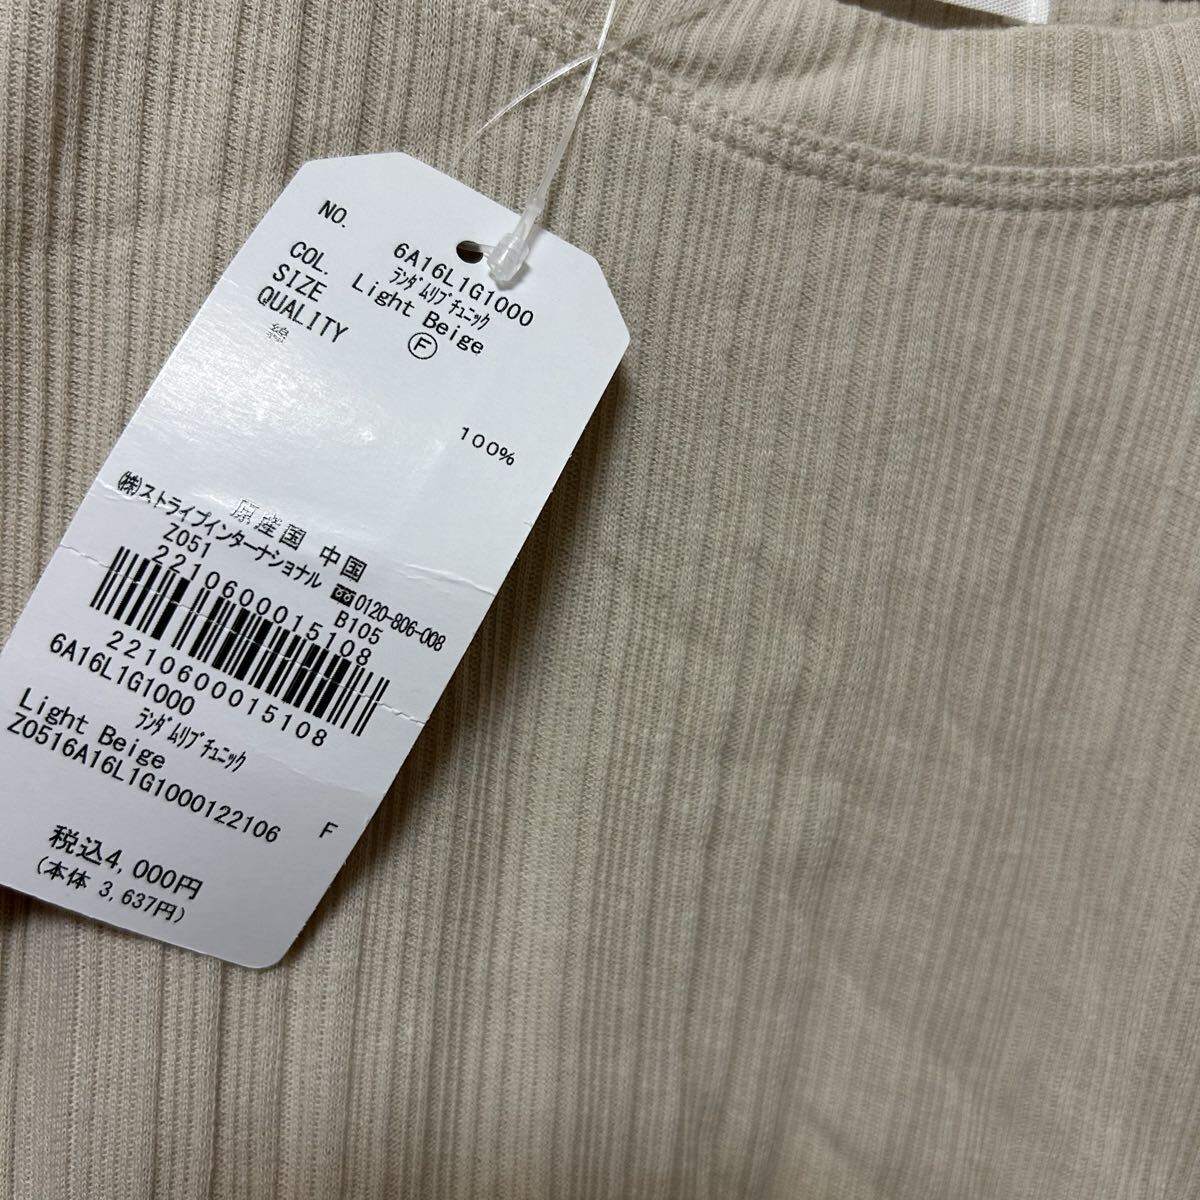 NO. 6A16L1G1000
ﾗﾝﾀﾞﾑﾘﾌﾞﾁｭﾆｯｸ
COL. Light Beige
SIZE Ⓕ
QUALITY
綿 100%
原産国 中国
㈱ストライプインターナショナル ☎0120-806-008
Z051 B105
2210600015108
2210600015108
6A16L1G1000
ﾗﾝﾀﾞﾑﾘﾌﾞﾁｭﾆｯｸ
Light Beige F
Z0516A16L1G1000122106
税込4,000円
(本体 3,637円)